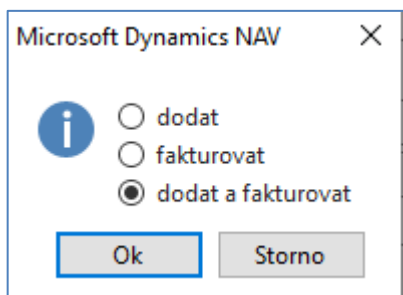 Microsoft Dynamics NAV
dodat
fakturovat
dodat a fakturovat
Ok Storno